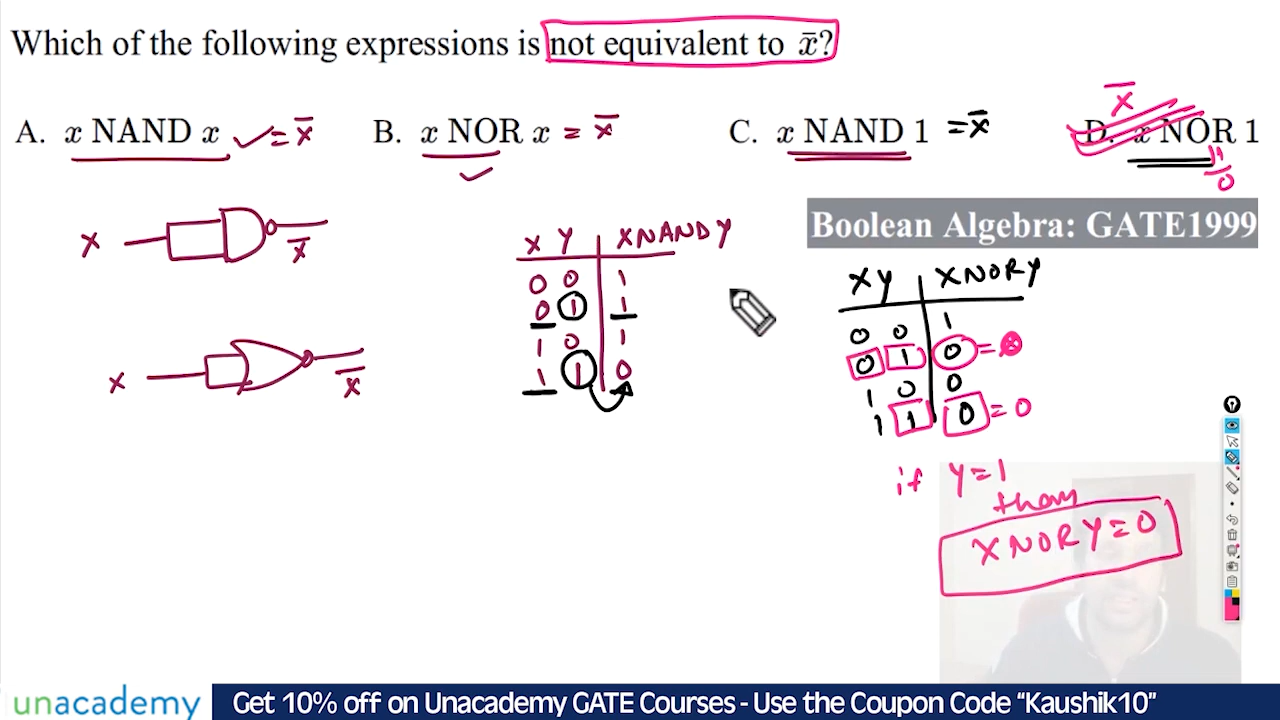 Which of the following expressions is not equivalent to x̄?
A. x NAND x ✓= x̄
B. x NOR x = x̄
C. x NAND 1 = x̄
D. x NOR 1
x̄
11
0
Boolean Algebra: GATE1999
X
x̄
X
x̄
X Y | X NAND Y
0 0 | 1
0 1 | 1
1 0 | 1
1 1 | 0
X Y | X NOR Y
0 0 | 1
0 1 | 0 =
1 0 | 0
1 1 | 0 = 0
if Y=1
then
X NOR Y = 0
unacademy
Get 10% off on Unacademy GATE Courses - Use the Coupon Code “Kaushik10”